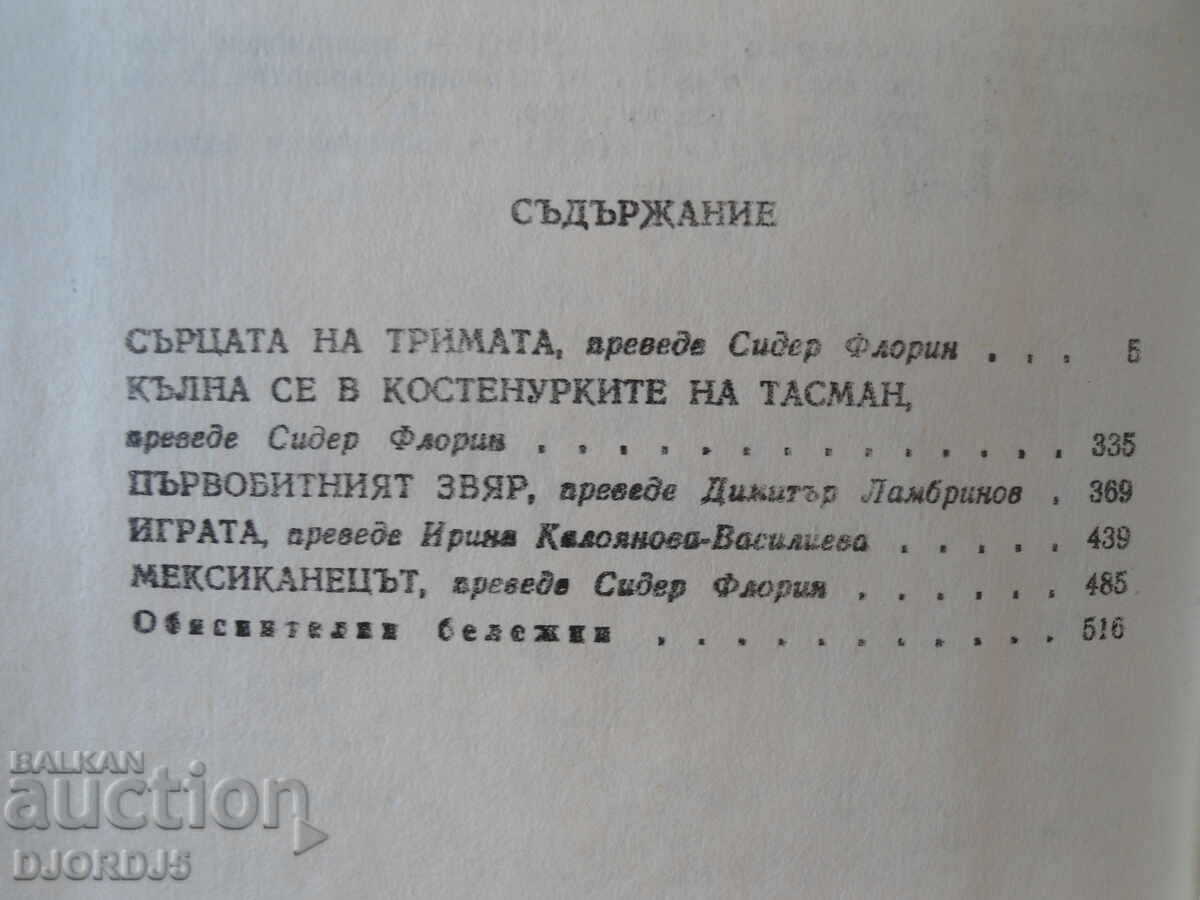 СЪДЪРЖАНИЕ
СЪРЦАТА НА ТРИМАТА, преведе Сидер Флорин . . . 5
КЪЛНА СЕ В КОСТЕНУРКИТЕ НА ТАСМАН,
преведе Сидер Флорин . . . . . . . . . . . . . . 335
ПЪРВОБИТНИЯТ ЗВЯР, преведе Димитър Ламбринов . 369
ИГРАТА, преведе Ирина Калоянова-Василиева . . . . . 439
МЕКСИКАНЕЦЪТ, преведе Сидер Флорин . . . . . . 485
Обяснителни бележки . . . . . . . . . . . 516
BALKAN
auction
DJORDJ5